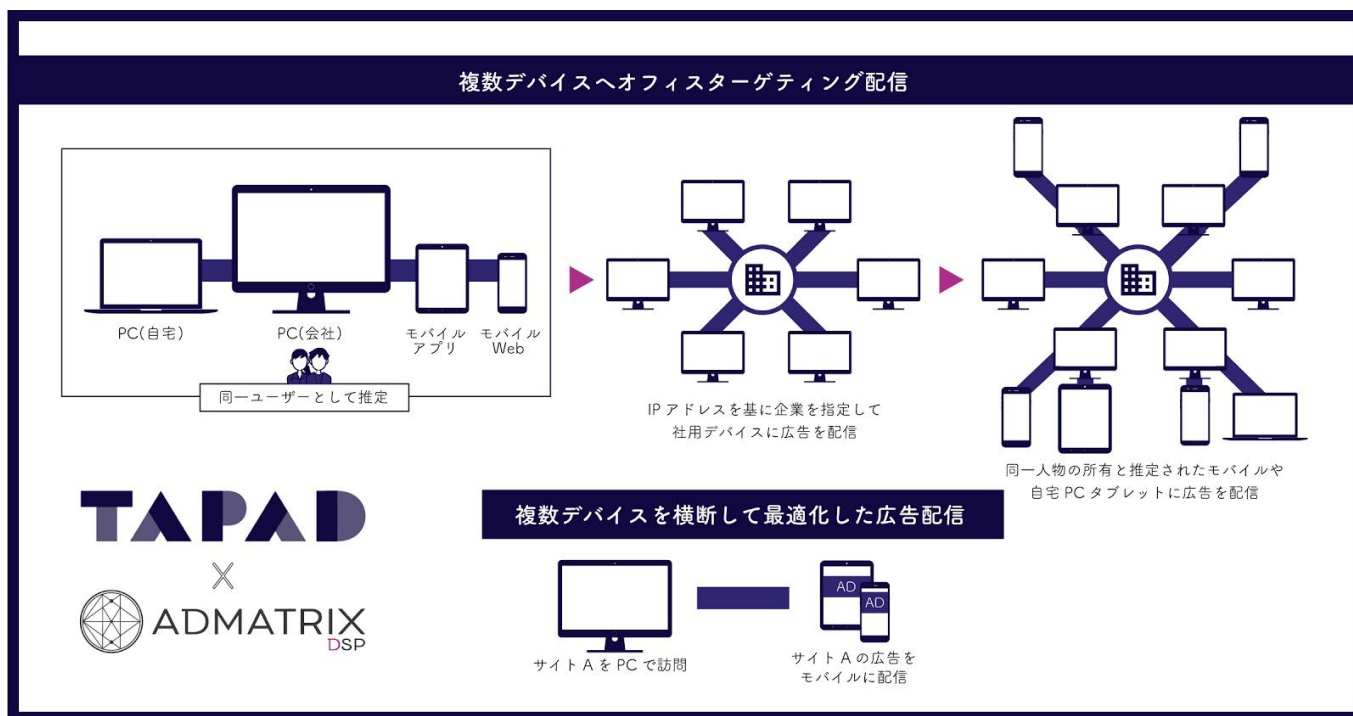 複数デバイスへオフィスターゲティング配信
PC(自宅)
PC(会社)
モバイル
アプリ
モバイル
Web
同一ユーザーとして推定
IP アドレスを基に企業を指定して
社用デバイスに広告を配信
同一人物の所有と推定されたモバイルや
自宅 PC タブレットに広告を配信
TAPAD
X
ADMATRIX
DSP
複数デバイスを横断して最適化した広告配信
サイト A を PC で訪問
AD
AD
サイト A の広告を
モバイルに配信